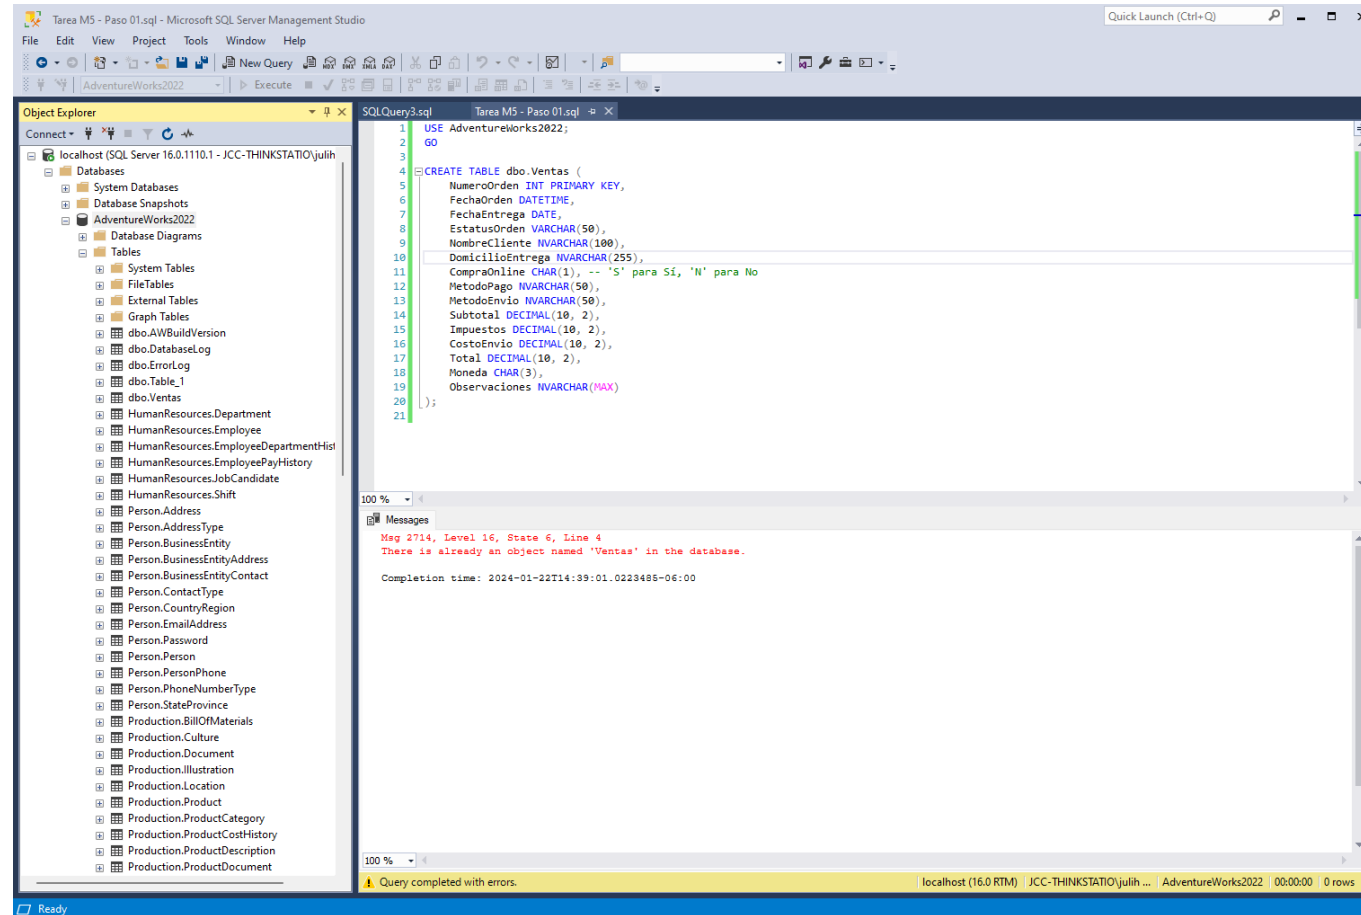 Tarea M5 - Paso 01.sql - Microsoft SQL Server Management Studio
Quick Launch (Ctrl+Q)
File Edit View Project Tools Window Help
New Query
AdventureWorks2022
Execute
Object Explorer
Connect
localhost (SQL Server 16.0.1110.1 - JCC-THINKSTATIO\julih
Databases
System Databases
Database Snapshots
AdventureWorks2022
Database Diagrams
Tables
System Tables
FileTables
External Tables
Graph Tables
dbo.AWBuildVersion
dbo.DatabaseLog
dbo.ErrorLog
dbo.Table_1
dbo.Ventas
HumanResources.Department
HumanResources.Employee
HumanResources.EmployeeDepartmentHist
HumanResources.EmployeePayHistory
HumanResources.JobCandidate
HumanResources.Shift
Person.Address
Person.AddressType
Person.BusinessEntity
Person.BusinessEntityAddress
Person.BusinessEntityContact
Person.ContactType
Person.CountryRegion
Person.EmailAddress
Person.Password
Person.Person
Person.PersonPhone
Person.PhoneNumberType
Person.StateProvince
Production.BillOfMaterials
Production.Culture
Production.Document
Production.Illustration
Production.Location
Production.Product
Production.ProductCategory
Production.ProductCostHistory
Production.ProductDescription
Production.ProductDocument
SQLQuery3.sql Tarea M5 - Paso 01.sql
1 USE AdventureWorks2022;
2 GO
3
4 CREATE TABLE dbo.Ventas (
5 NumeroOrden INT PRIMARY KEY,
6 FechaOrden DATETIME,
7 FechaEntrega DATE,
8 EstatusOrden VARCHAR(50),
9 NombreCliente NVARCHAR(100),
10 DomicilioEntrega NVARCHAR(255),
11 CompraOnline CHAR(1), -- 'S' para Sí, 'N' para No
12 MetodoPago NVARCHAR(50),
13 MetodoEnvio NVARCHAR(50),
14 Subtotal DECIMAL(10, 2),
15 Impuestos DECIMAL(10, 2),
16 CostoEnvio DECIMAL(10, 2),
17 Total DECIMAL(10, 2),
18 Moneda CHAR(3),
19 Observaciones NVARCHAR(MAX)
20 );
21
100 %
Messages
Msg 2714, Level 16, State 6, Line 4
There is already an object named 'Ventas' in the database.
Completion time: 2024-01-22T14:39:01.0223485-06:00
100 %
Query completed with errors.
localhost (16.0 RTM) JCC-THINKSTATIO\julih ... AdventureWorks2022 00:00:00 0 rows
Ready